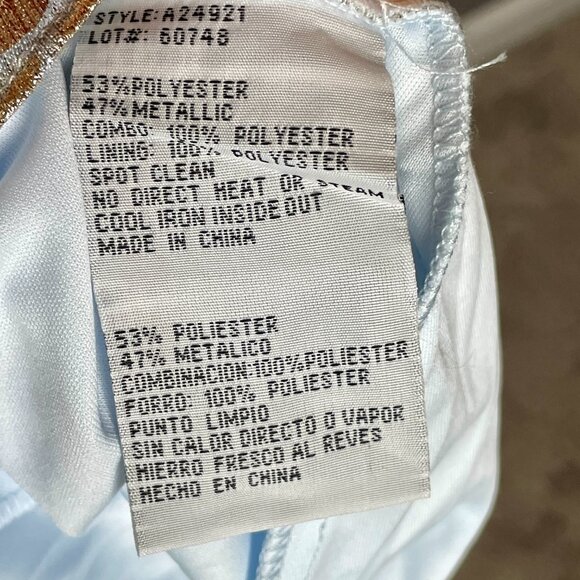 STYLE: A24921
LOT#: 60748
53% POLYESTER
47% METALLIC
COMBO: 100% POLYESTER
LINING: 100% POLYESTER
SPOT CLEAN
NO DIRECT HEAT OR STEAM
COOL IRON INSIDE OUT
MADE IN CHINA
53% POLIESTER
47% METALICO
COMBINACION:100%POLIESTER
FORRO: 100% POLIESTER
PUNTO LIMPIO
SIN CALOR DIRECTO O VAPOR
HIERRO FRESCO AL REVES
HECHO EN CHINA